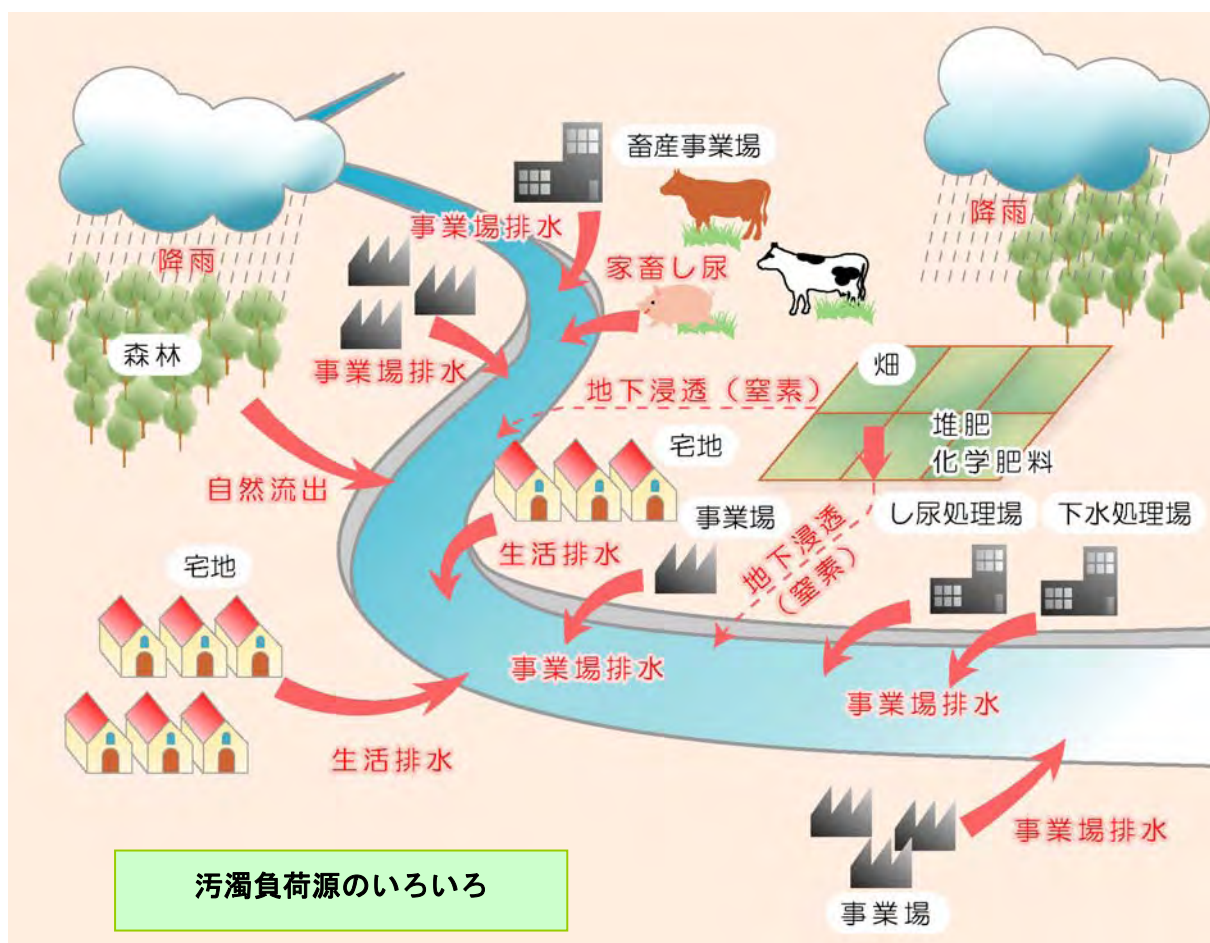 畜産事業場
降雨
事業場排水
降雨
家畜し尿
森林
事業場排水
畑
地下浸透（窒素）
堆肥
化学肥料
宅地
自然流出
事業場
し尿処理場
下水処理場
生活排水
地下浸透
（窒素）
宅地
事業場排水
事業場排水
生活排水
事業場排水
汚濁負荷源のいろいろ
事業場